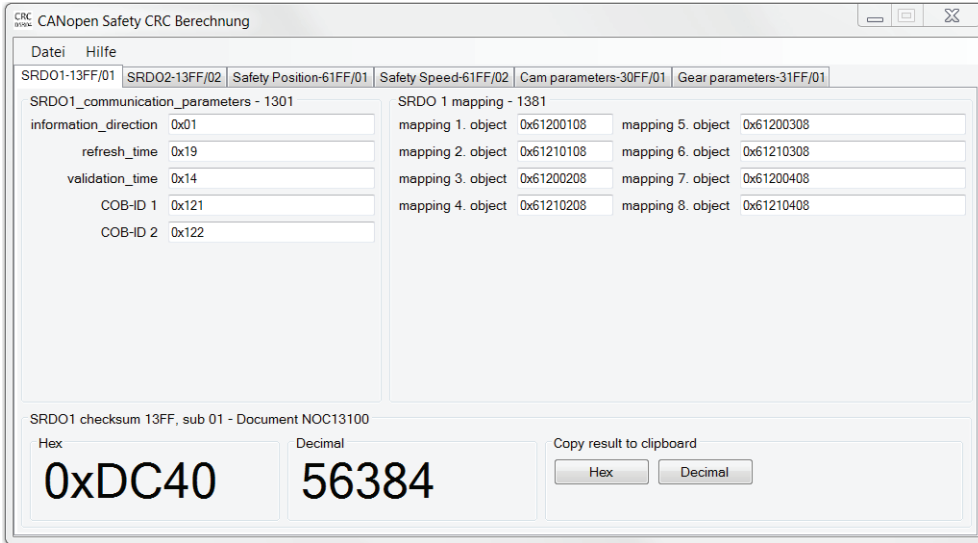 CRC CANopen Safety CRC Berechnung
Datei Hilfe
SRDO1-13FF/01 SRDO2-13FF/02 Safety Position-61FF/01 Safety Speed-61FF/02 Cam parameters-30FF/01 Gear parameters-31FF/01
SRDO1_communication_parameters - 1301
information_direction 0x01
refresh_time 0x19
validation_time 0x14
COB-ID 1 0x121
COB-ID 2 0x122
SRDO 1 mapping - 1381
mapping 1. object 0x61200108 mapping 5. object 0x61200308
mapping 2. object 0x61210108 mapping 6. object 0x61210308
mapping 3. object 0x61200208 mapping 7. object 0x61200408
mapping 4. object 0x61210208 mapping 8. object 0x61210408
SRDO1 checksum 13FF, sub 01 - Document NOC13100
Hex
0xDC40
Decimal
56384
Copy result to clipboard
Hex Decimal